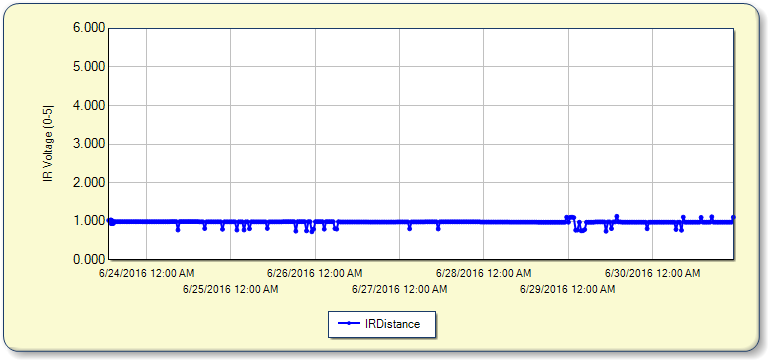 6.000
5.000
4.000
3.000
2.000
1.000
0.000
IR Voltage (0-5|
6/24/2016 12:00 AM
6/26/2016 12:00 AM
6/28/2016 12:00 AM
6/30/2016 12:00 AM
6/25/2016 12:00 AM
6/27/2016 12:00 AM
6/29/2016 12:00 AM
IRDistance